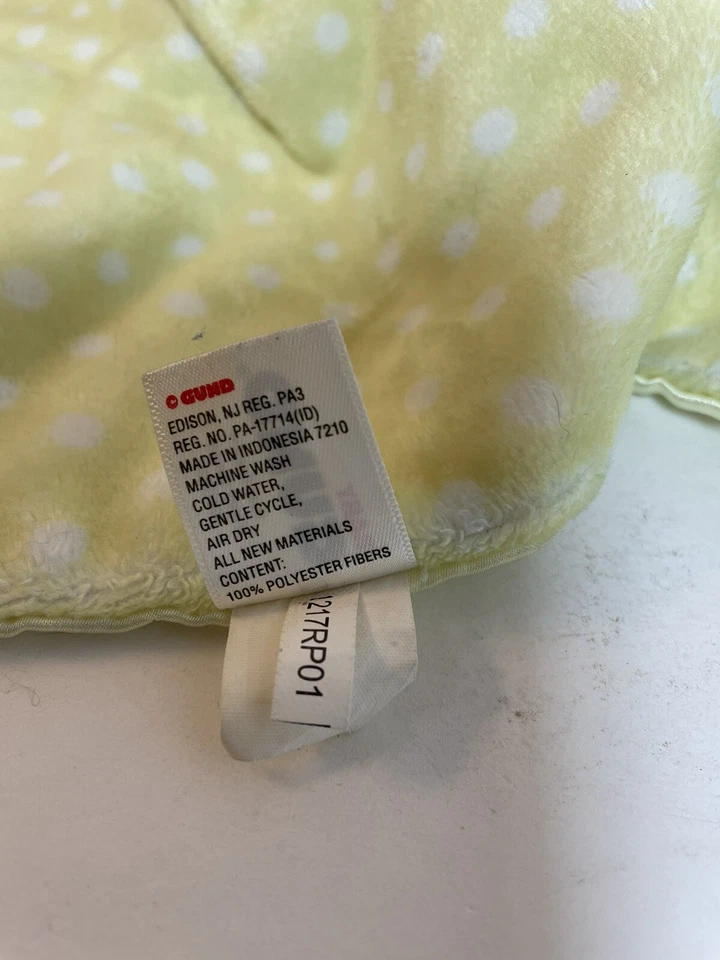 © GUND
EDISON, NJ REG. PA3
REG. NO. PA-17714(ID)
MADE IN INDONESIA 7210
MACHINE WASH
COLD WATER,
GENTLE CYCLE,
AIR DRY
ALL NEW MATERIALS
CONTENT:
100% POLYESTER FIBERS
1217RP01